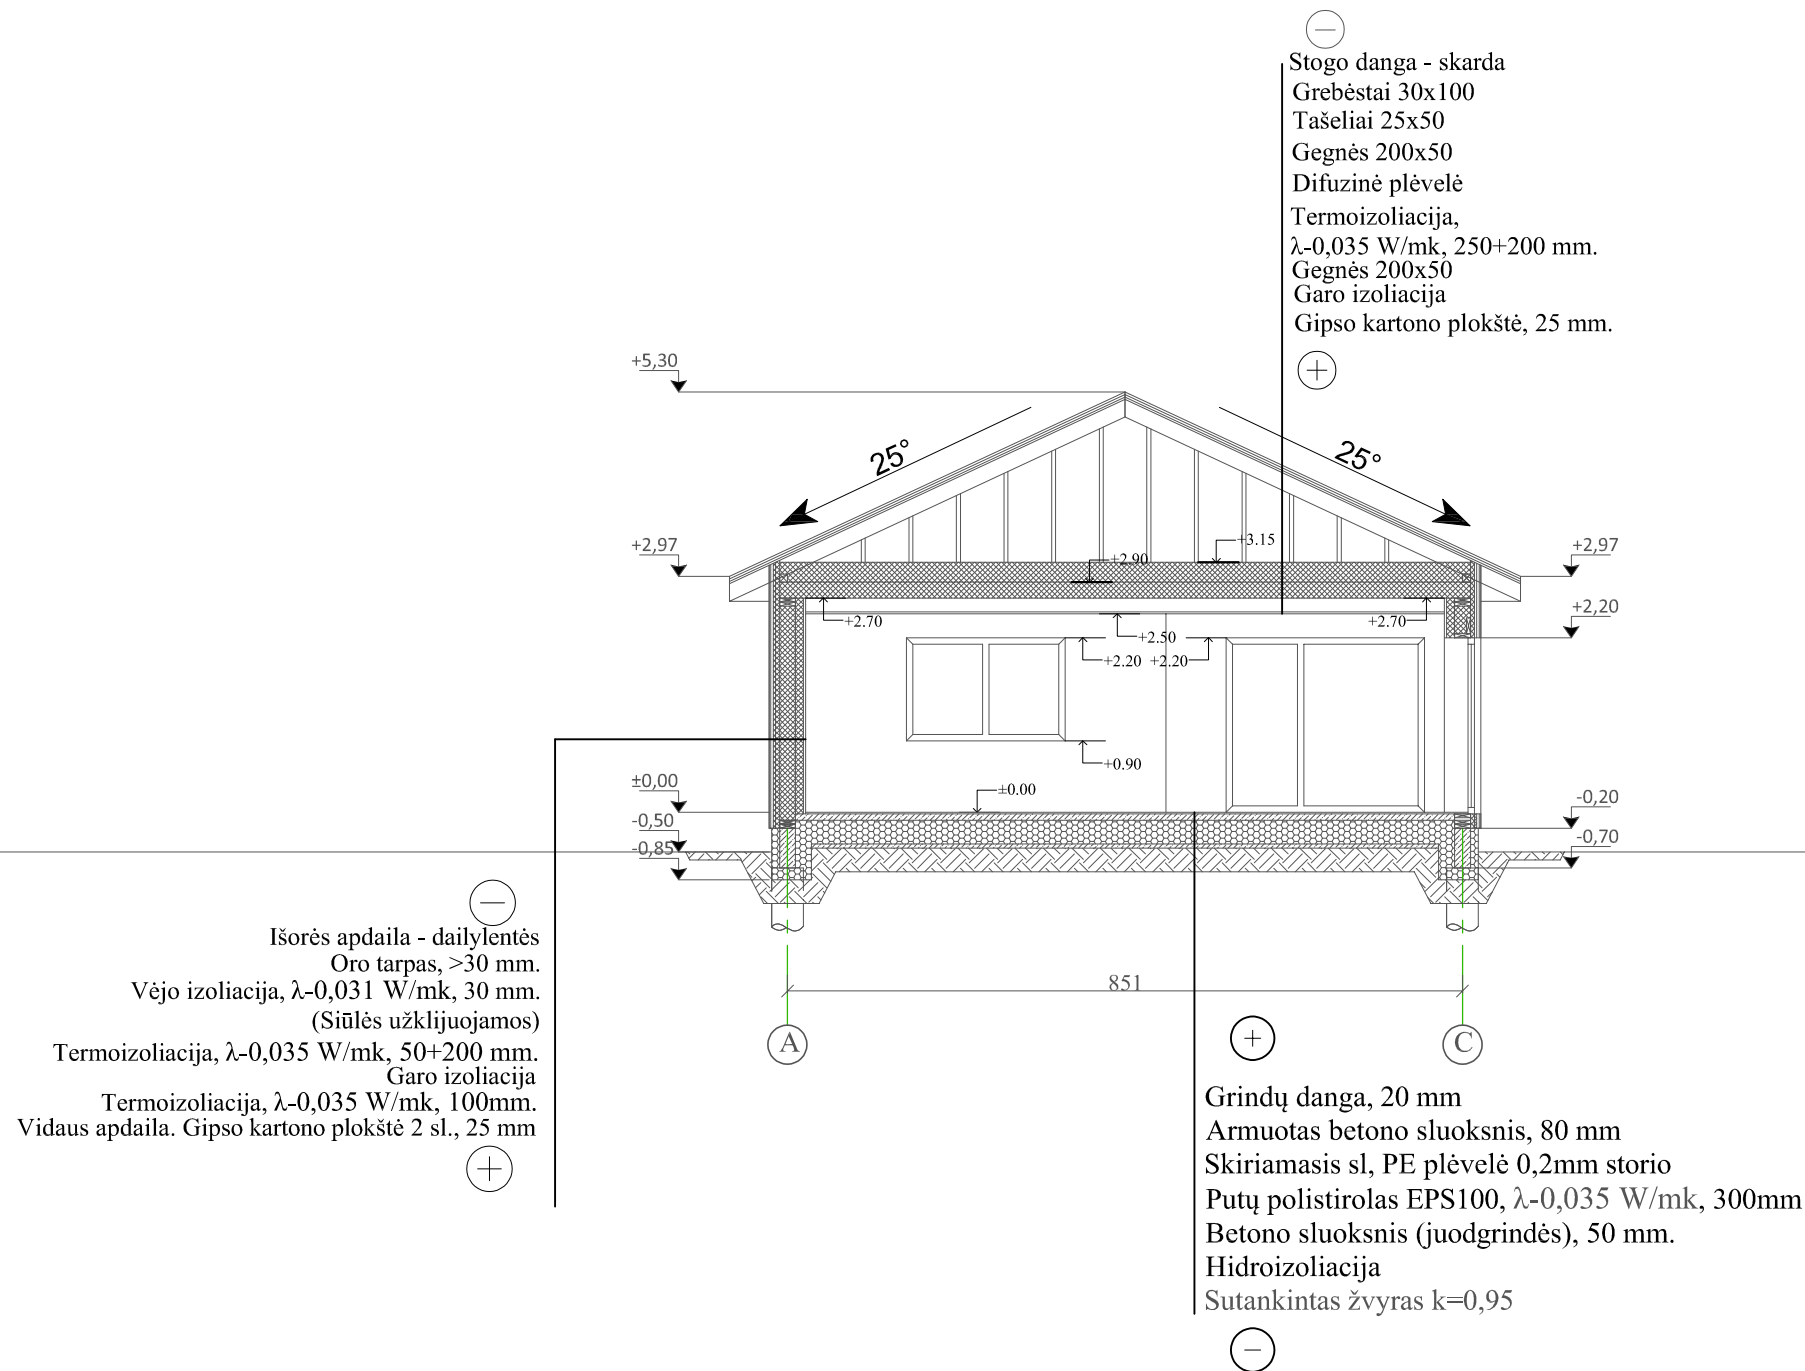 Stogo danga - skarda
Grebėstai 30x100
Tašeliai 25x50
Gegnės 200x50
Difuzinė plėvelė
Termoizoliacija,
λ-0,035 W/mk, 250+200 mm.
Gegnės 200x50
Garo izoliacija
Gipso kartono plokštė, 25 mm.
+5,30
25°
25°
+2,97
+3.15
+2,97
+2.90
+2,20
+2.70
+2.70
+2.50
+2.20
+2.20
+0.90
±0,00
±0.00
-0,20
-0,50
-0,70
-0,85
Išorės apdaila - dailylentės
Oro tarpas, >30 mm.
Vėjo izoliacija, λ-0,031 W/mk, 30 mm.
(Siūlės užklijuojamos)
Termoizoliacija, λ-0,035 W/mk, 50+200 mm.
Garo izoliacija
Termoizoliacija, λ-0,035 W/mk, 100mm.
Vidaus apdaila. Gipso kartono plokštė 2 sl., 25 mm
851
A
C
Grindų danga, 20 mm
Armuotas betono sluoksnis, 80 mm
Skiriamasis sl, PE plėvelė 0,2mm storio
Putų polistirolas EPS100, λ-0,035 W/mk, 300mm
Betono sluoksnis (juodgrindės), 50 mm.
Hidroizoliacija
Sutankintas žvyras k=0,95